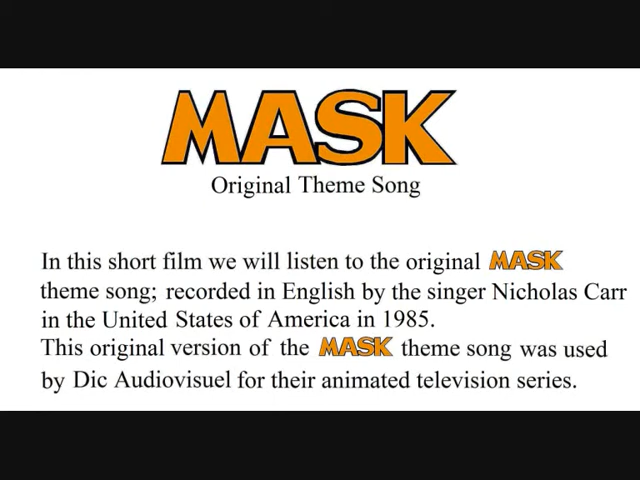 MASK
Original Theme Song
In this short film we will listen to the original MASK
theme song; recorded in English by the singer Nicholas Carr
in the United States of America in 1985.
This original version of the MASK theme song was used
by Dic Audiovisuel for their animated television series.